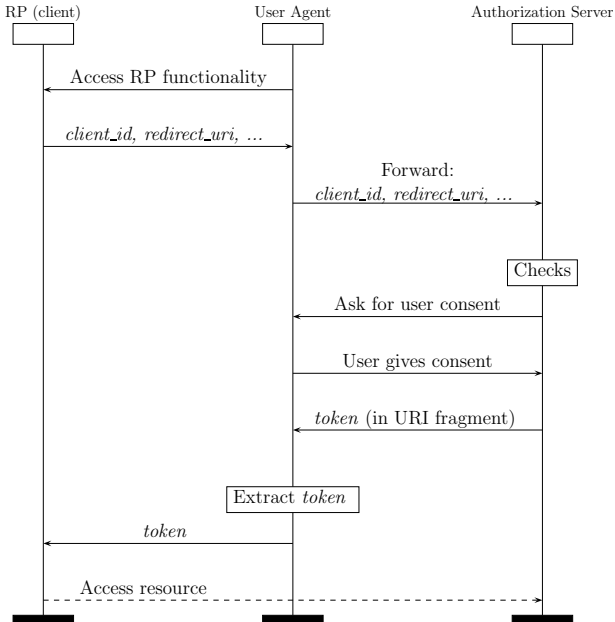 RP (client) User Agent Authorization Server
Access RP functionality
client_id, redirect_uri, ...
Forward:
client_id, redirect_uri, ...
Checks
Ask for user consent
User gives consent
token (in URI fragment)
Extract token
token
Access resource